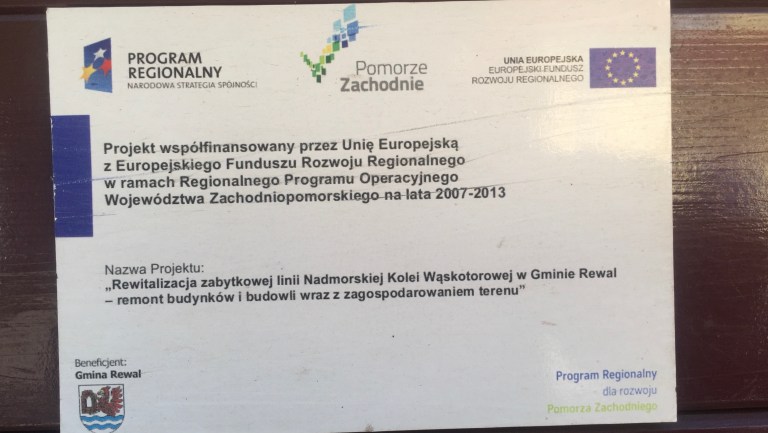 PROGRAM
REGIONALNY
NARODOWA STRATEGIA SPÓJNOŚCI
Pomorze
Zachodnie
UNIA EUROPEJSKA
EUROPEJSKI FUNDUSZ
ROZWOJU REGIONALNEGO
Projekt współfinansowany przez Unię Europejską
z Europejskiego Funduszu Rozwoju Regionalnego
w ramach Regionalnego Programu Operacyjnego
Województwa Zachodniopomorskiego na lata 2007-2013
Nazwa Projektu:
„Rewitalizacja zabytkowej linii Nadmorskiej Kolei Wąskotorowej w Gminie Rewal
– remont budynków i budowli wraz z zagospodarowaniem terenu”
Beneficjent:
Gmina Rewal
Program Regionalny
dla rozwoju
Pomorza Zachodniego